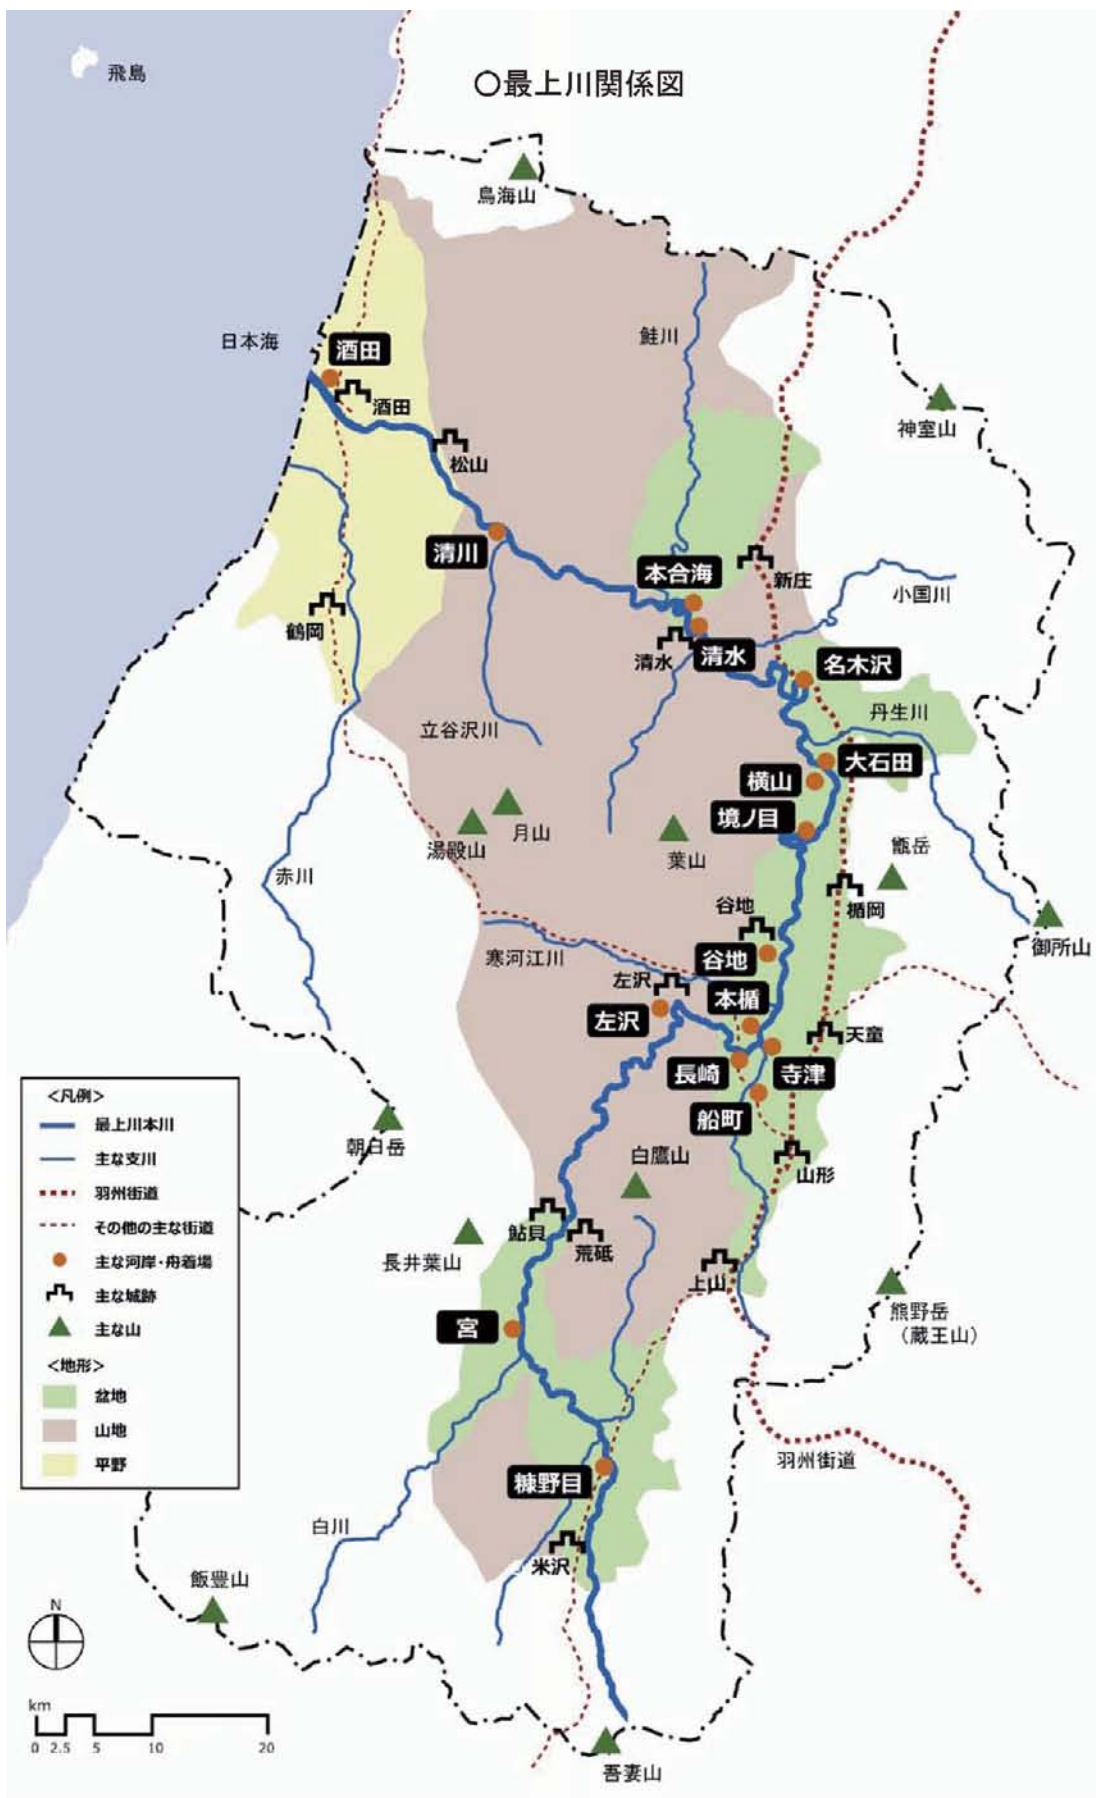 飛島
○最上川関係図
鳥海山
日本海
鮭川
酒田
酒田
神室山
松山
清川
本合海
新庄
小国川
鶴岡
清水
清水
名木沢
丹生川
立谷沢川
大石田
横山
境ノ目
月山
湯殿山
葉山
甑岳
赤川
谷地
楯岡
御所山
寒河江川
谷地
左沢
本楯
左沢
天童
長崎
寺津
船町
朝日岳
白鷹山
山形
鮎貝
荒砥
長井葉山
上山
熊野岳
（蔵王山）
宮
羽州街道
糠野目
白川
米沢
飯豊山
吾妻山
＜凡例＞
最上川本川
主な支川
羽州街道
その他の主な街道
主な河岸・舟着場
主な城跡
主な山
＜地形＞
盆地
山地
平野
N
km
0 2.5 5 10 20